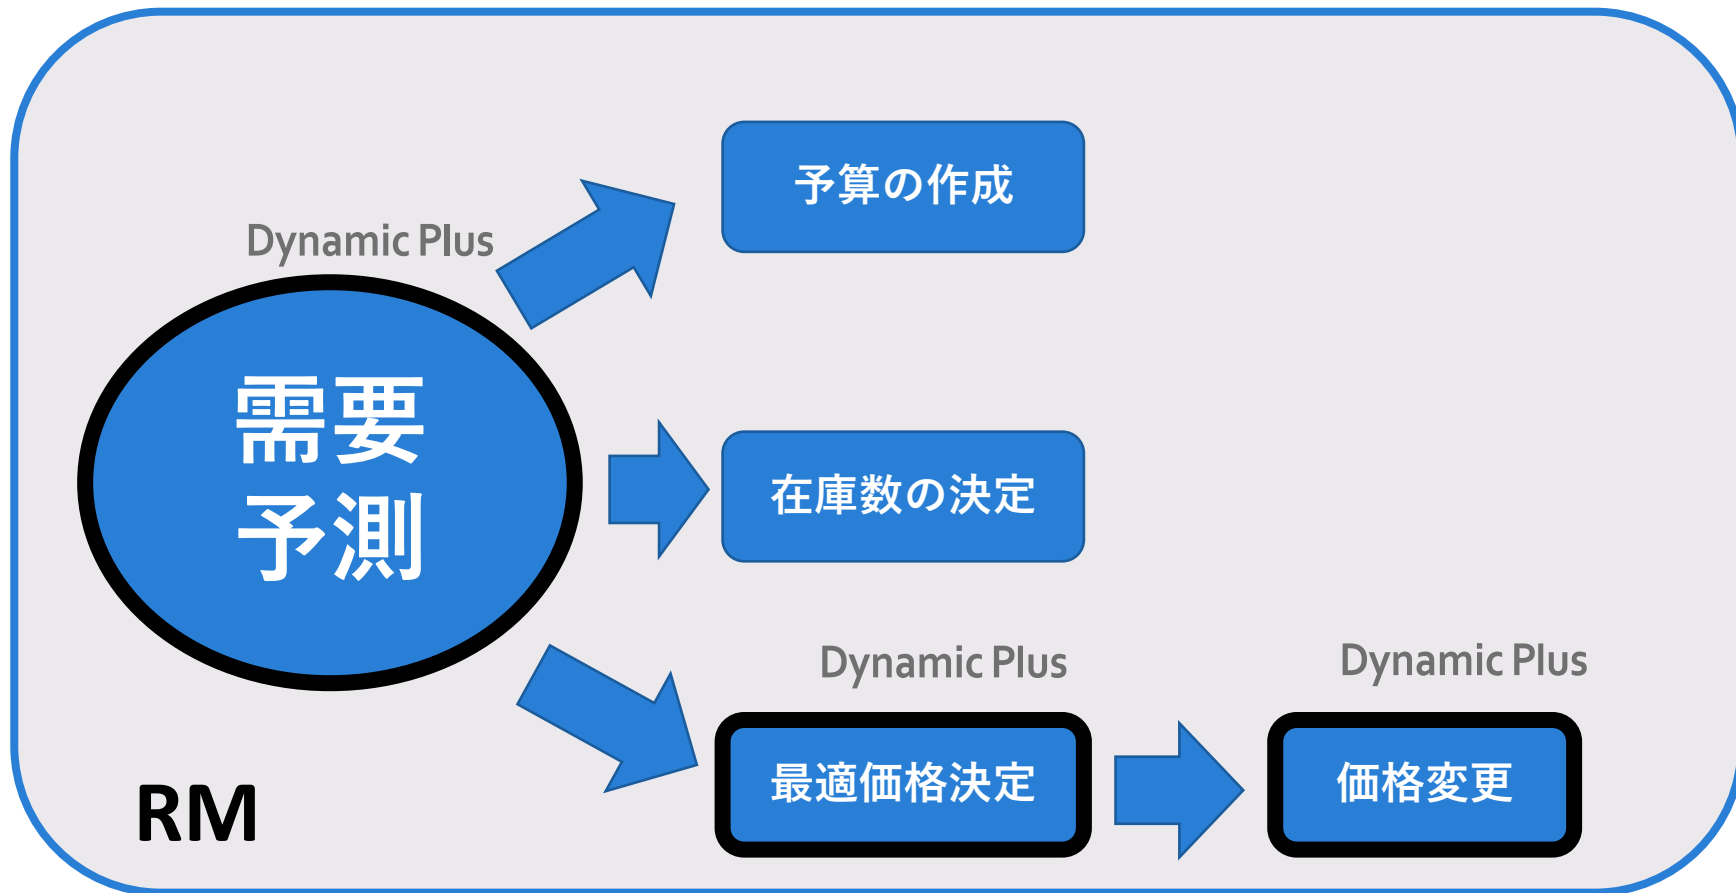 予算の作成
Dynamic Plus
需要
予測
在庫数の決定
Dynamic Plus
Dynamic Plus
最適価格決定
価格変更
RM